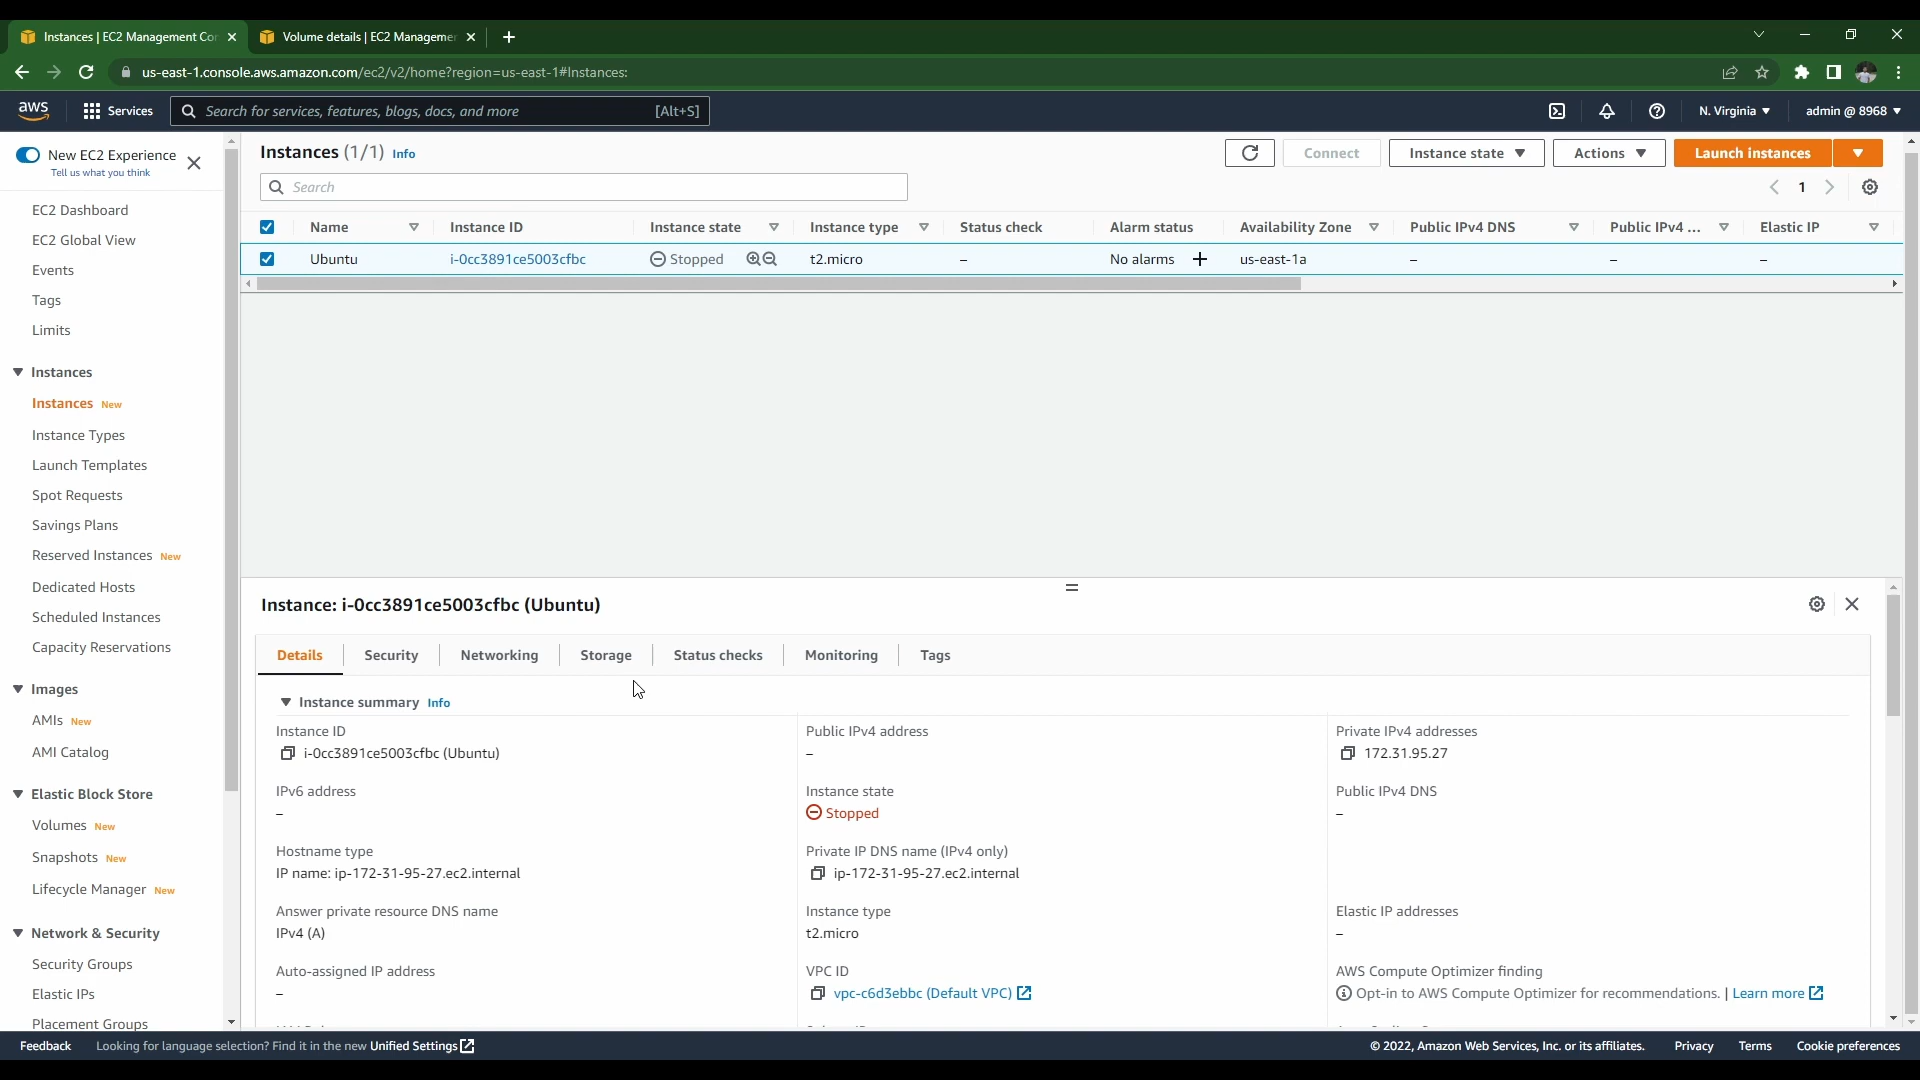 Instances | EC2 Management Con
Volume details | EC2 Managemen
us-east-1.console.aws.amazon.com/ec2/v2/home?region=us-east-1#Instances:
aws
Services
Search for services, features, blogs, docs, and more
[Alt+S]
N. Virginia
admin @ 8968
New EC2 Experience
Tell us what you think
EC2 Dashboard
EC2 Global View
Events
Tags
Limits
Instances
Instances New
Instance Types
Launch Templates
Spot Requests
Savings Plans
Reserved Instances New
Dedicated Hosts
Scheduled Instances
Capacity Reservations
Images
AMIs New
AMI Catalog
Elastic Block Store
Volumes New
Snapshots New
Lifecycle Manager New
Network & Security
Security Groups
Elastic IPs
Placement Groups
Instances (1/1) Info
Connect
Instance state
Actions
Launch instances
Search
1
Name Instance ID Instance state Instance type Status check Alarm status Availability Zone Public IPv4 DNS Public IPv4 ... Elastic IP
Ubuntu i-0cc3891ce5003cfbc Stopped t2.micro – No alarms + us-east-1a – – –
Instance: i-0cc3891ce5003cfbc (Ubuntu)
Details Security Networking Storage Status checks Monitoring Tags
Instance summary Info
Instance ID
i-0cc3891ce5003cfbc (Ubuntu)
Public IPv4 address
–
Private IPv4 addresses
172.31.95.27
IPv6 address
–
Instance state
Stopped
Public IPv4 DNS
–
Hostname type
IP name: ip-172-31-95-27.ec2.internal
Private IP DNS name (IPv4 only)
ip-172-31-95-27.ec2.internal
Answer private resource DNS name
IPv4 (A)
Instance type
t2.micro
Elastic IP addresses
–
Auto-assigned IP address
–
VPC ID
vpc-c6d3ebbc (Default VPC)
AWS Compute Optimizer finding
Opt-in to AWS Compute Optimizer for recommendations. | Learn more
Feedback
Looking for language selection? Find it in the new Unified Settings
© 2022, Amazon Web Services, Inc. or its affiliates.
Privacy
Terms
Cookie preferences